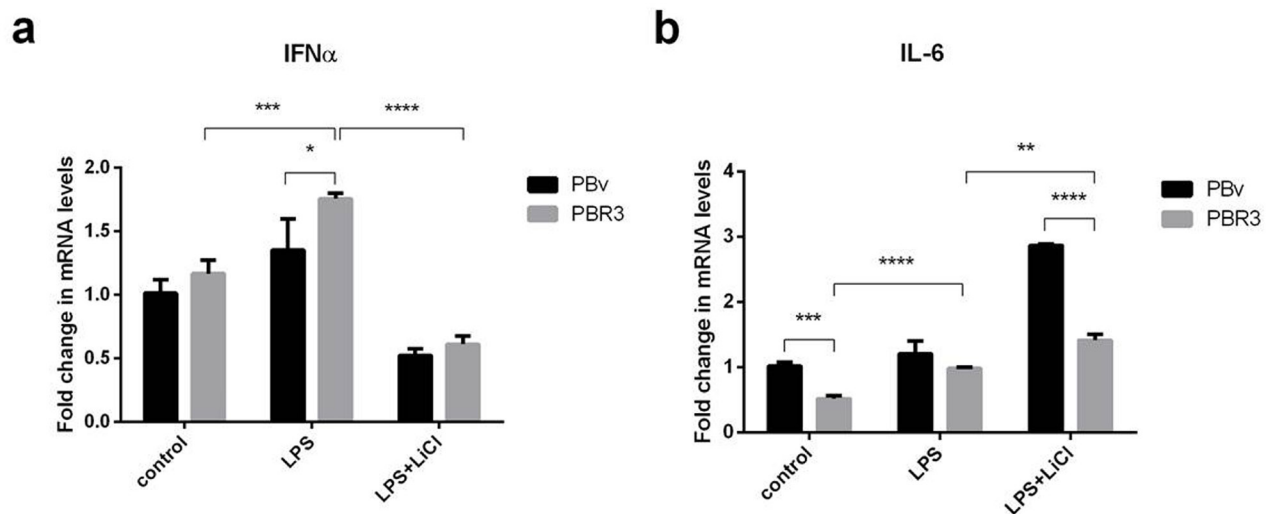 a
IFNα
***
****
*
Fold change in mRNA levels
2.0
1.5
1.0
0.5
0.0
control
LPS
LPS+LiCl
PBv
PBR3
b
IL-6
**
****
****
***
Fold change in mRNA levels
4
3
2
1
0
control
LPS
LPS+LiCl
PBv
PBR3